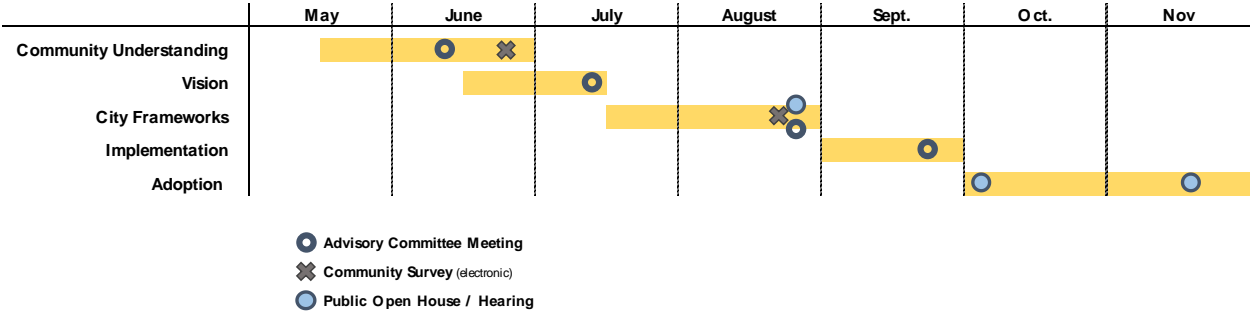 May June July August Sept. Oct. Nov
Community Understanding
Vision
City Frameworks
Implementation
Adoption
Advisory Committee Meeting
Community Survey (electronic)
Public Open House / Hearing